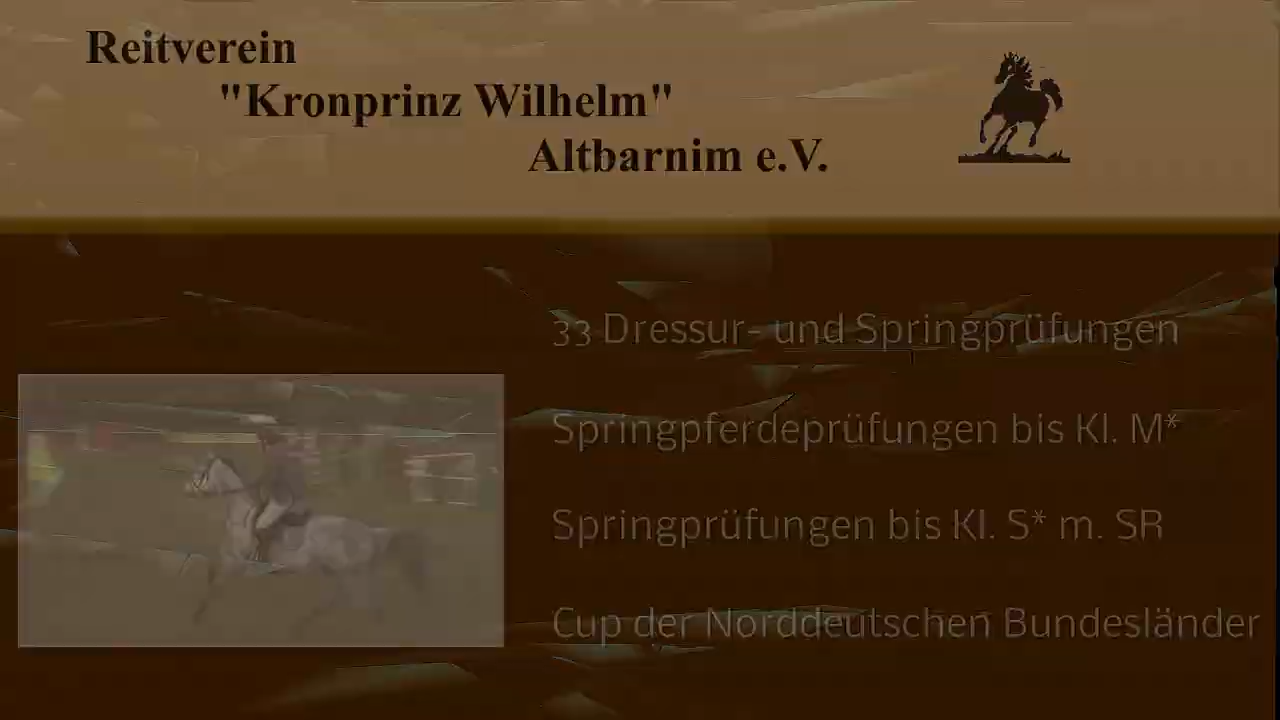 Reitverein
"Kronprinz Wilhelm"
Altbarnim e.V.
33 Dressur- und Springprüfungen
Springpferdeprüfungen bis Kl. M*
Springprüfungen bis Kl. S* m. SR
Cup der Norddeutschen Bundesländer